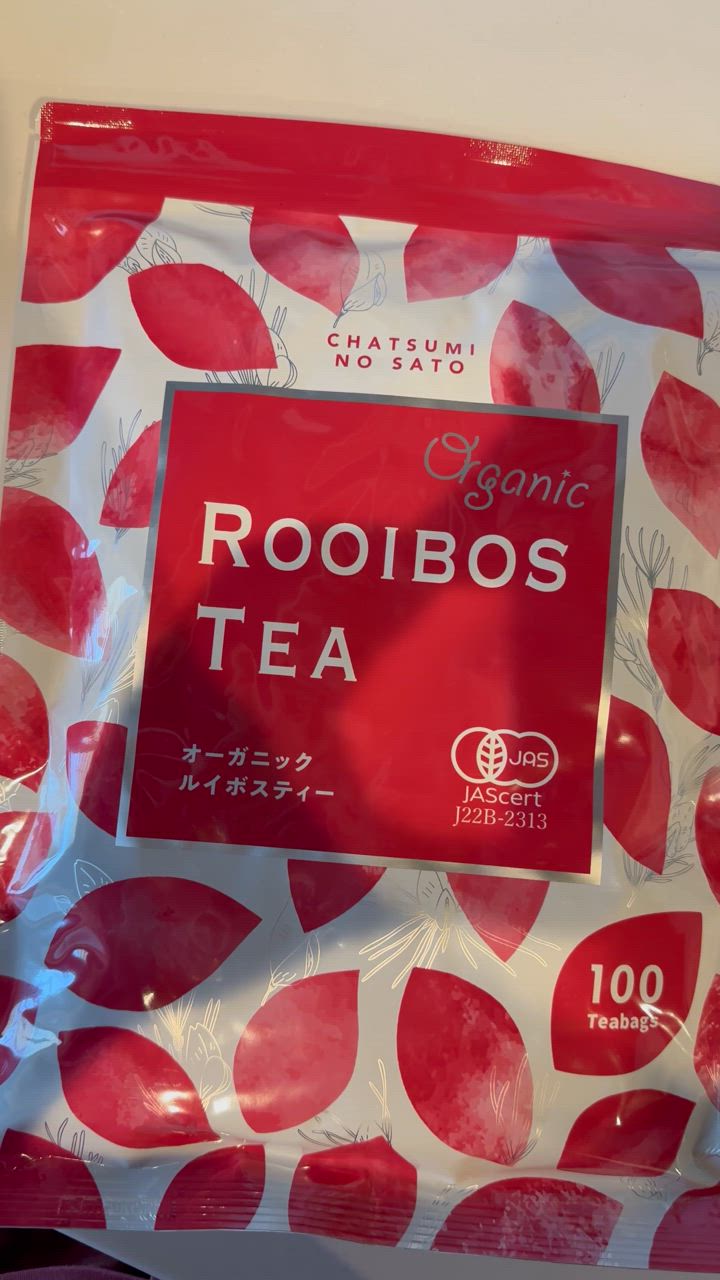 CHATSUMI
NO SATO
Organic
ROOIBOS
TEA
オーガニック
ルイボスティー
JAS
JAScert
J22B-2313
100
Teabags